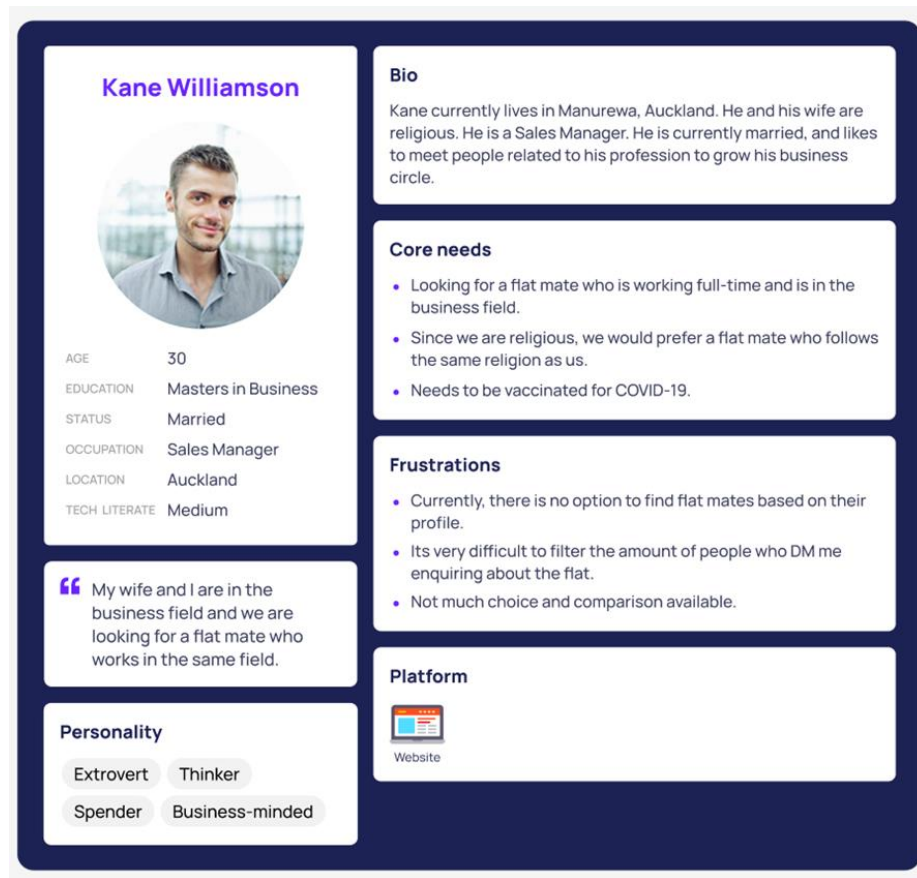 Kane Williamson
AGE 30
EDUCATION Masters in Business
STATUS Married
OCCUPATION Sales Manager
LOCATION Auckland
TECH LITERATE Medium
My wife and I are in the
business field and we are
looking for a flat mate who
works in the same field.
Personality
Extrovert Thinker
Spender Business-minded
Bio
Kane currently lives in Manurewa, Auckland. He and his wife are
religious. He is a Sales Manager. He is currently married, and likes
to meet people related to his profession to grow his business
circle.
Core needs
• Looking for a flat mate who is working full-time and is in the
business field.
• Since we are religious, we would prefer a flat mate who follows
the same religion as us.
• Needs to be vaccinated for COVID-19.
Frustrations
• Currently, there is no option to find flat mates based on their
profile.
• Its very difficult to filter the amount of people who DM me
enquiring about the flat.
• Not much choice and comparison available.
Platform
Website